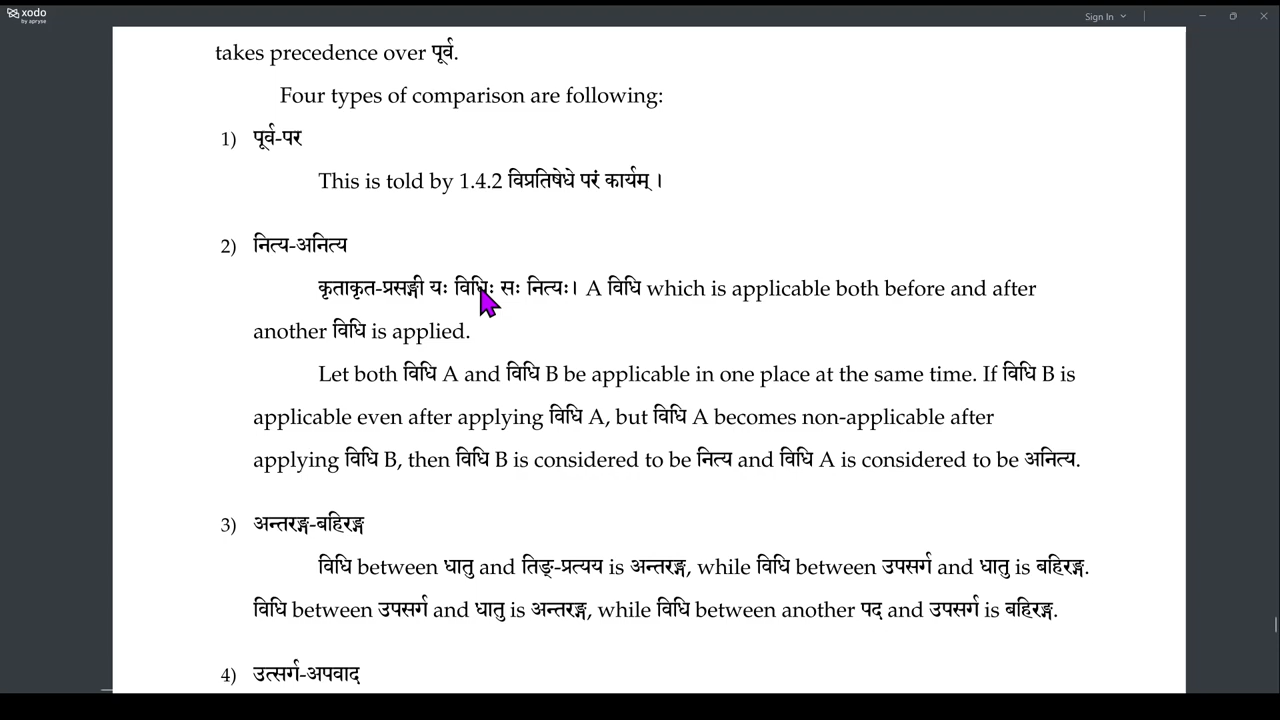 xodo
by apryse
Sign In
takes precedence over पूर्व.
Four types of comparison are following:
1) पूर्व-पर
This is told by 1.4.2 विप्रतिषेधे परं कार्यम् ।
2) नित्य-अनित्य
कृताकृत-प्रसङ्गी यः विधिः सः नित्यः। A विधि which is applicable both before and after
another विधि is applied.
Let both विधि A and विधि B be applicable in one place at the same time. If विधि B is
applicable even after applying विधि A, but विधि A becomes non-applicable after
applying विधि B, then विधि B is considered to be नित्य and विधि A is considered to be अनित्य.
3) अन्तरङ्ग-बहिरङ्ग
विधि between धातु and तिङ्-प्रत्यय is अन्तरङ्ग, while विधि between उपसर्ग and धातु is बहिरङ्ग.
विधि between उपसर्ग and धातु is अन्तरङ्ग, while विधि between another पद and उपसर्ग is बहिरङ्ग.
4) उत्सर्ग-अपवाद